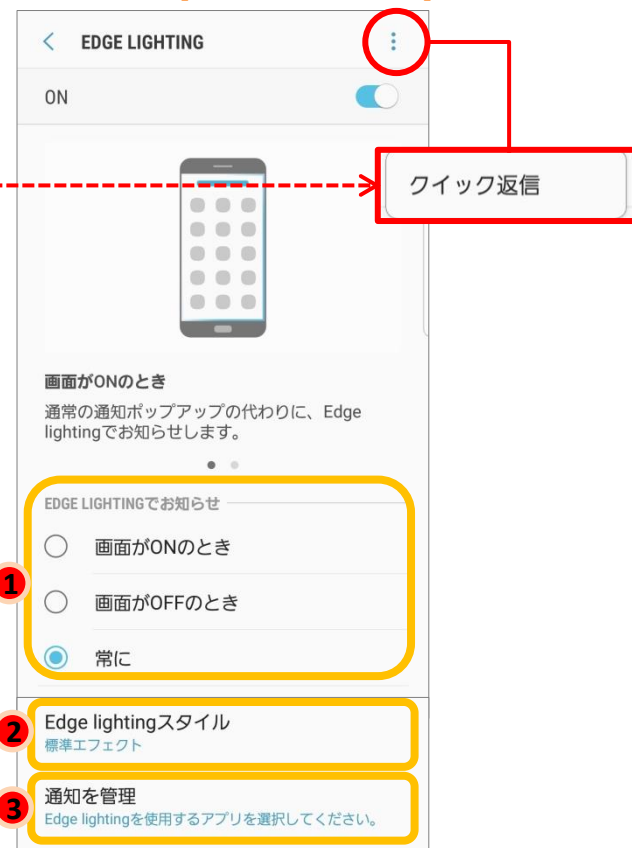 EDGE LIGHTING
ON
クイック返信
画面がONのとき
通常の通知ポップアップの代わりに、Edge
lightingでお知らせします。
EDGE LIGHTINGでお知らせ
1
画面がONのとき
画面がOFFのとき
常に
2
Edge lightingスタイル
標準エフェクト
3
通知を管理
Edge lightingを使用するアプリを選択してください。